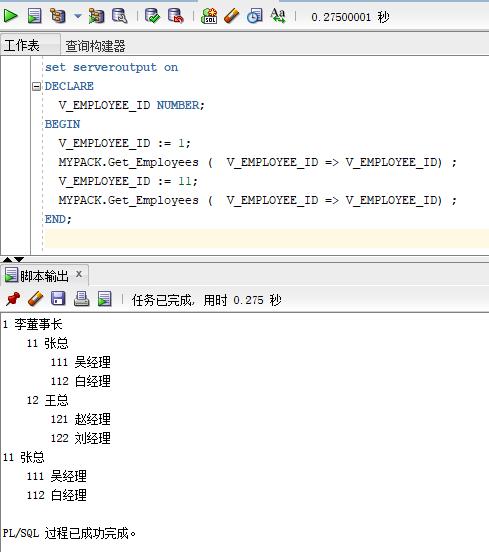 0.27500001 秒
工作表 查询构建器
set serveroutput on
DECLARE
V_EMPLOYEE_ID NUMBER;
BEGIN
V_EMPLOYEE_ID := 1;
MYPACK.Get_Employees (  V_EMPLOYEE_ID => V_EMPLOYEE_ID) ;
V_EMPLOYEE_ID := 11;
MYPACK.Get_Employees (  V_EMPLOYEE_ID => V_EMPLOYEE_ID) ;
END;
脚本输出 x
任务已完成, 用时 0.275 秒
1 李董事长
11 张总
111 吴经理
112 白经理
12 王总
121 赵经理
122 刘经理
11 张总
111 吴经理
112 白经理
PL/SQL 过程已成功完成。